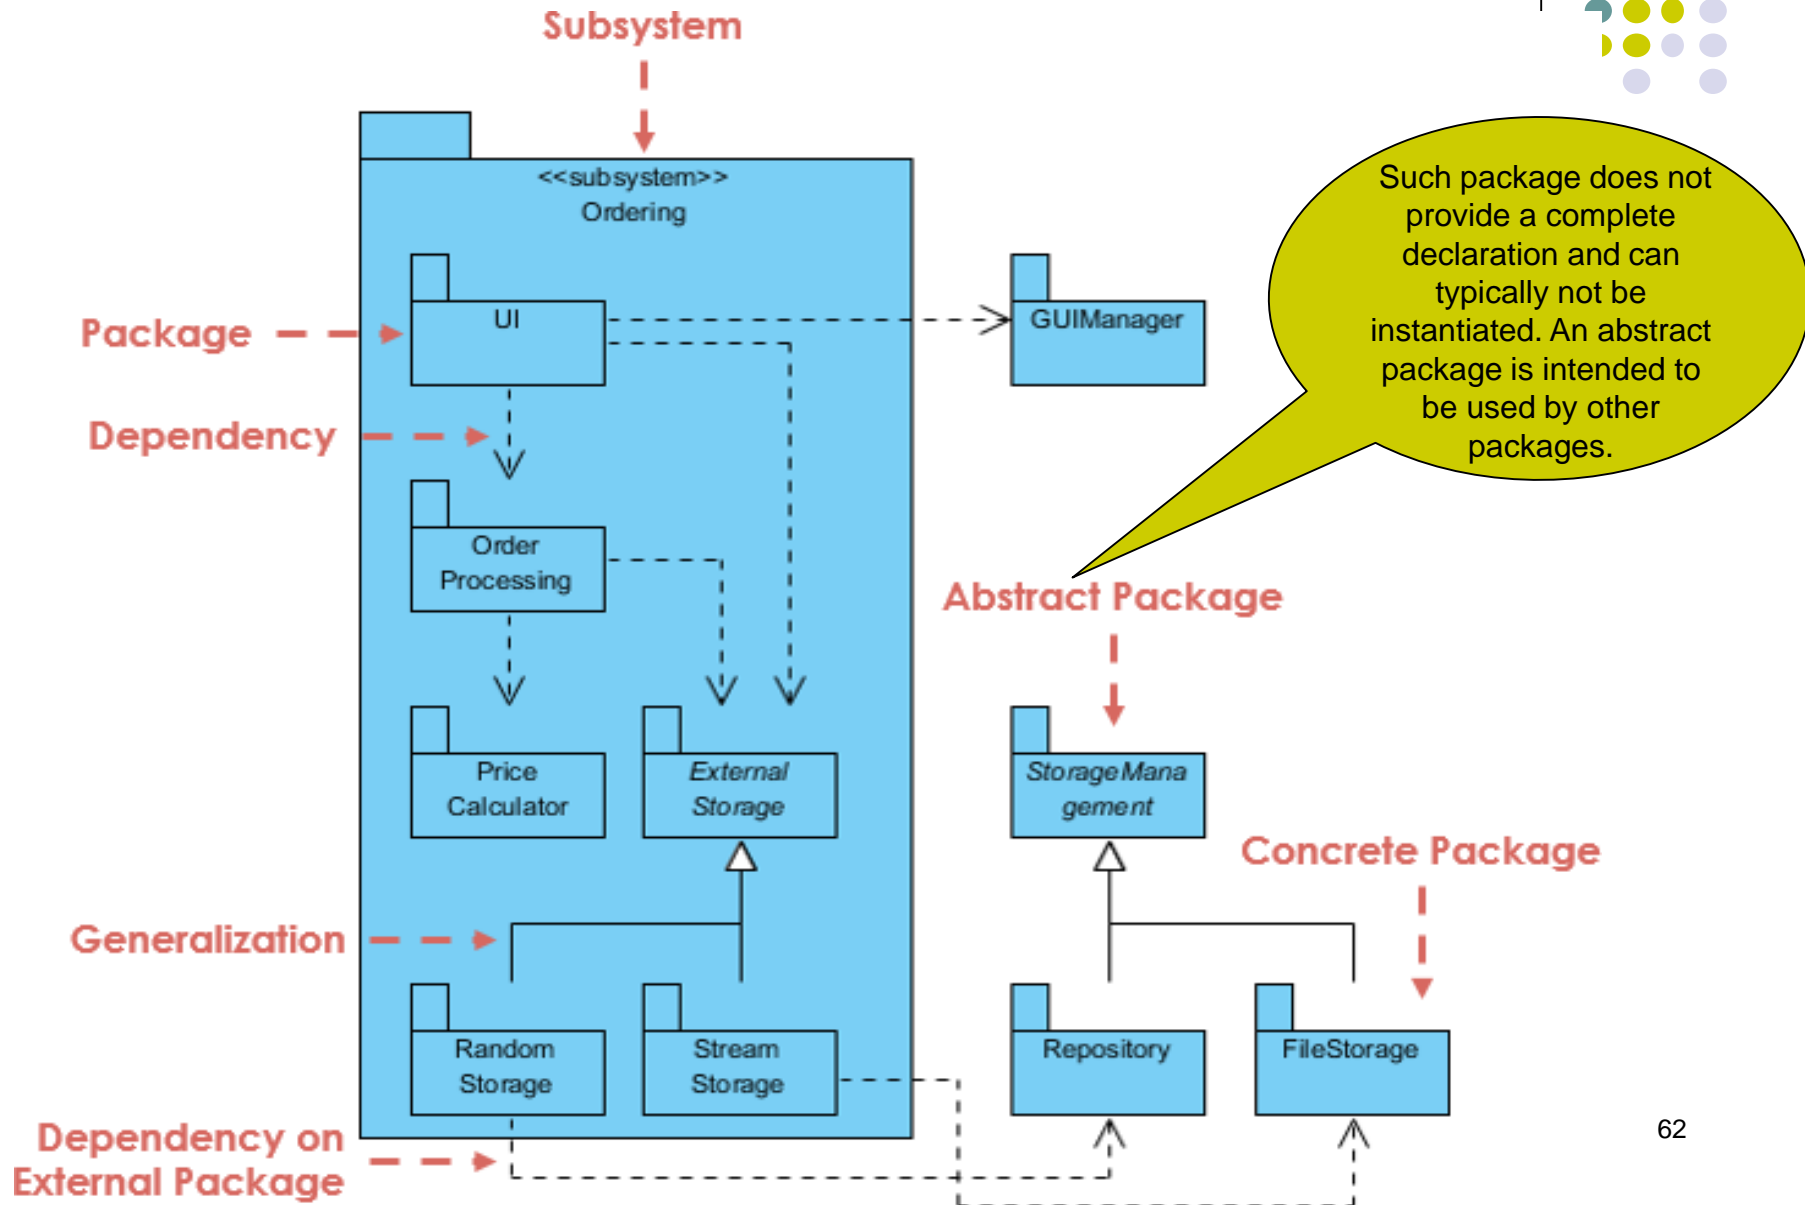 Subsystem
<<subsystem>>
Ordering
Such package does not
provide a complete
declaration and can
typically not be
instantiated. An abstract
package is intended to
be used by other
packages.
UI
GUIManager
Package
Dependency
Order
Processing
Abstract Package
Price
Calculator
External
Storage
StorageMana
gement
Concrete Package
Generalization
Random
Storage
Stream
Storage
Repository
FileStorage
Dependency on
External Package
62